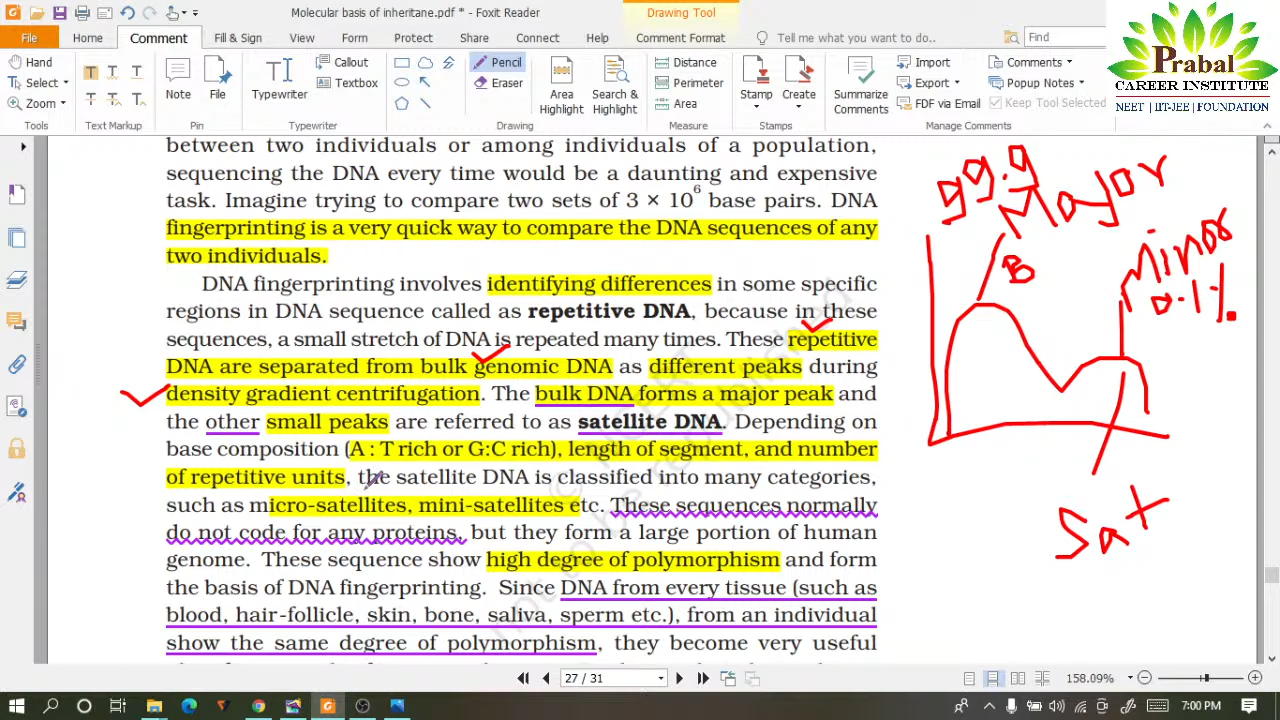 Molecular basis of inheritane.pdf * - Foxit Reader
Drawing Tool
File Home Comment Fill & Sign View Form Protect Share Connect Help Comment Format Tell me what you want to do.. Find
Hand
Select
Zoom
Tools
Text Markup
Note
File
Pin
Typewriter
Callout
Textbox
Typewriter
Pencil
Eraser
Drawing
Area Highlight
Search & Highlight
Distance
Perimeter
Area
Measure
Stamp
Create
Stamps
Summarize Comments
Import
Export
FDF via Email
Comments
Popup Notes
Keep Tool Selected
Manage Comments
Prabal
CAREER INSTITUTE
NEET | IIT-JEE | FOUNDATION
between two individuals or among individuals of a population,
sequencing the DNA every time would be a daunting and expensive
task. Imagine trying to compare two sets of 3 × 10⁶ base pairs. DNA
fingerprinting is a very quick way to compare the DNA sequences of any
two individuals.
DNA fingerprinting involves identifying differences in some specific
regions in DNA sequence called as repetitive DNA, because in these
sequences, a small stretch of DNA is repeated many times. These repetitive
DNA are separated from bulk genomic DNA as different peaks during
density gradient centrifugation. The bulk DNA forms a major peak and
the other small peaks are referred to as satellite DNA. Depending on
base composition (A : T rich or G:C rich), length of segment, and number
of repetitive units, the satellite DNA is classified into many categories,
such as micro-satellites, mini-satellites etc. These sequences normally
do not code for any proteins, but they form a large portion of human
genome. These sequence show high degree of polymorphism and form
the basis of DNA fingerprinting. Since DNA from every tissue (such as
blood, hair-follicle, skin, bone, saliva, sperm etc.), from an individual
show the same degree of polymorphism, they become very useful
99.9
Major
B
Minor
0.1%.
Sat
not to be republished
27 / 31
158.09%
7:00 PM